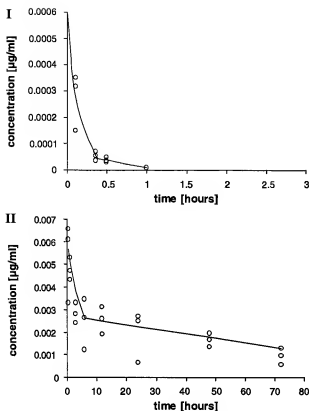 I
concentration [µg/ml]
0.0006
0.0005
0.0004
0.0003
0.0002
0.0001
0
0 0.5 1 1.5 2 2.5 3
time [hours]
II
concentration [µg/ml]
0.007
0.006
0.005
0.004
0.003
0.002
0.001
0
0 10 20 30 40 50 60 70 80
time [hours]